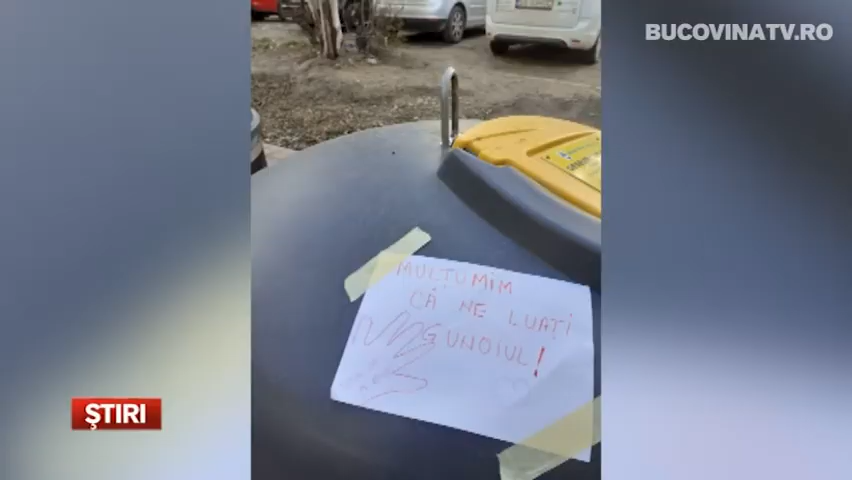 BUCOVINATV.RO
MULȚUMIM
CĂ NE LUAȚI
GUNOIUL!
ȘTIRI